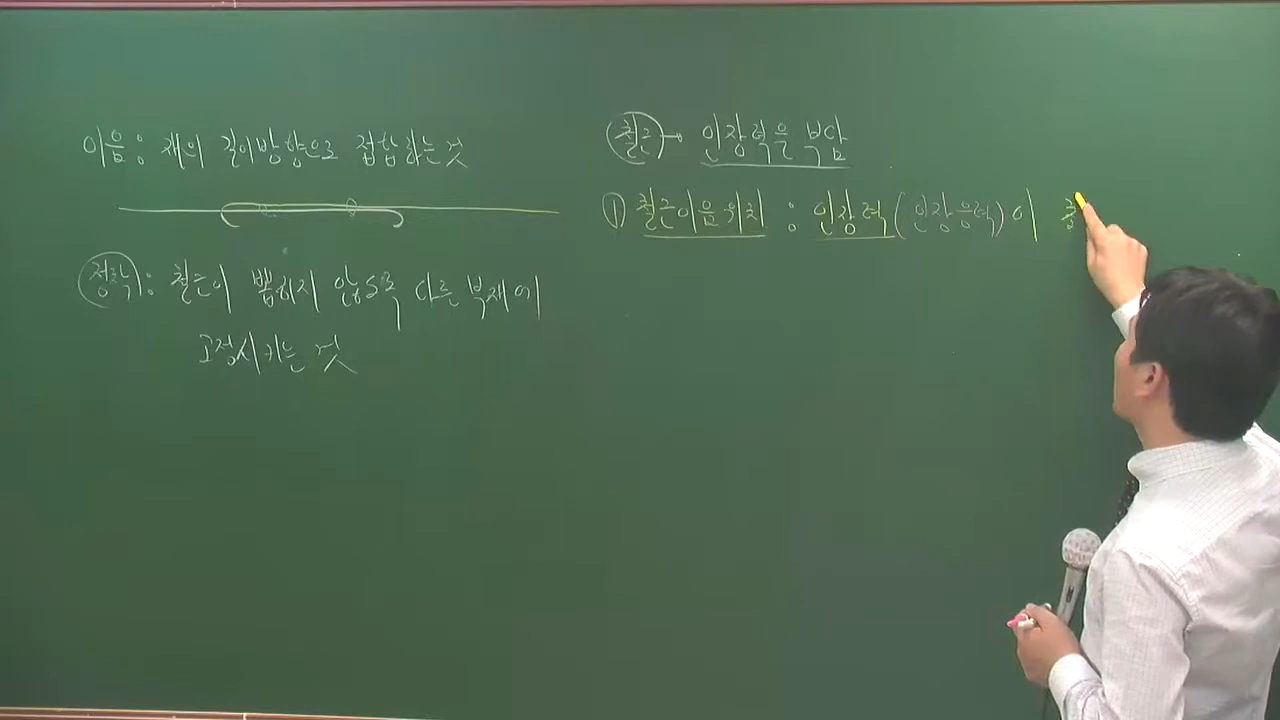 이음 : 재의 길이방향으로 접합하는 것
정착 : 철근이 뽑히지 않도록 다른 부재에
고정시키는 것
철근 → 인장력을 부담
① 철근이음위치 : 인장력(인장응력)이